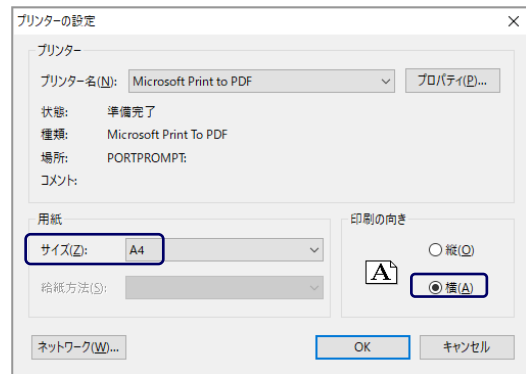 プリンターの設定
プリンター
プリンター名(N): Microsoft Print to PDF プロパティ(P)...
状態: 準備完了
種類: Microsoft Print To PDF
場所: PORTPROMPT:
コメント:
用紙
サイズ(Z): A4
給紙方法(S):
印刷の向き
A
縦(O)
横(A)
ネットワーク(W)... OK キャンセル